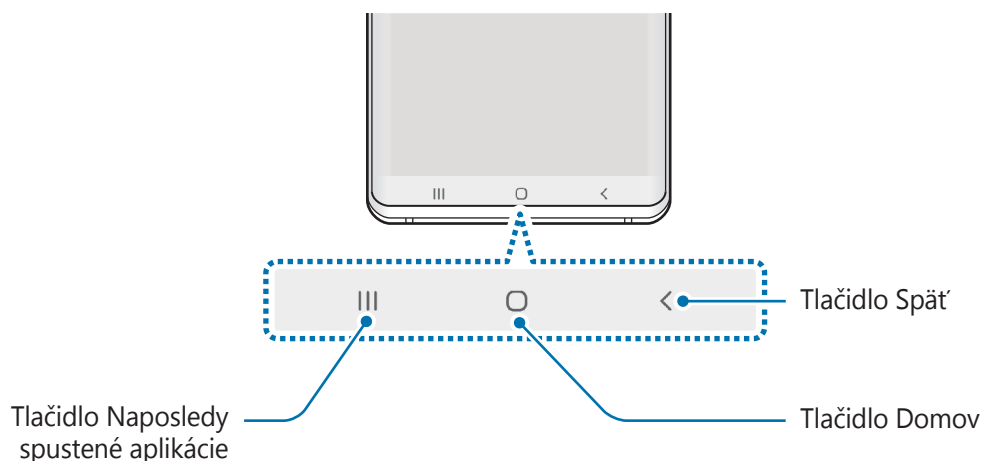 Tlačidlo Späť
Tlačidlo Naposledy
spustené aplikácie
Tlačidlo Domov